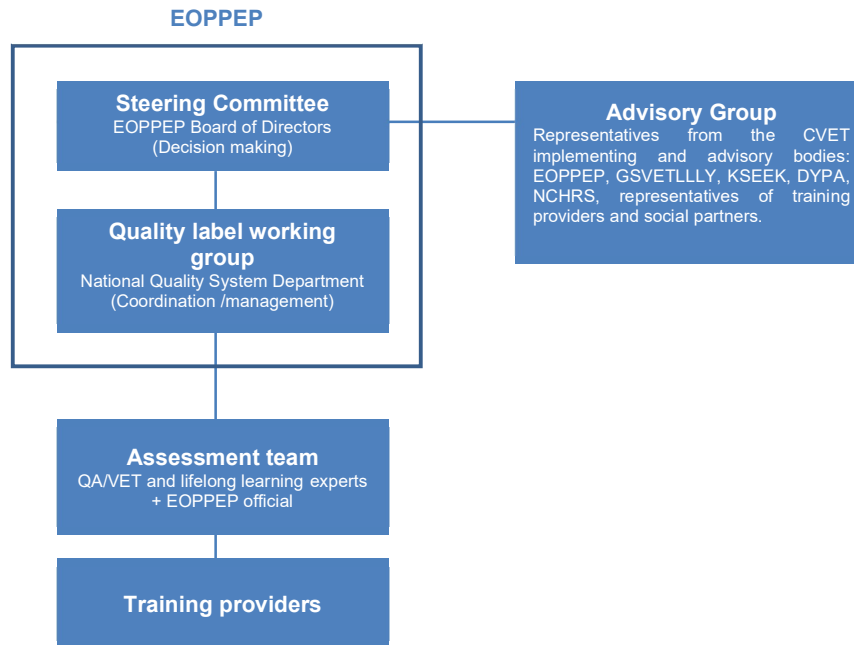 EOPPEP
Steering Committee
EOPPEP Board of Directors
(Decision making)
Advisory Group
Representatives from the CVET
implementing and advisory bodies:
EOPPEP, GSVETLLLY, KSEEK, DYPA,
NCHRS, representatives of training
providers and social partners.
Quality label working
group
National Quality System Department
(Coordination /management)
Assessment team
QA/VET and lifelong learning experts
+ EOPPEP official
Training providers